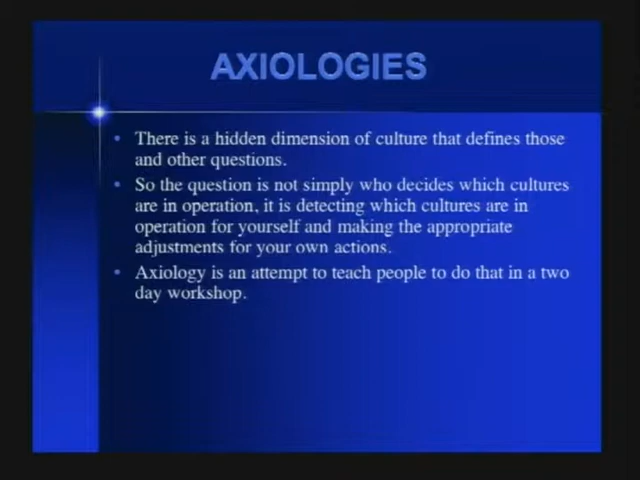 AXIOLOGIES
• There is a hidden dimension of culture that defines those
and other questions.
• So the question is not simply who decides which cultures
are in operation, it is detecting which cultures are in
operation for yourself and making the appropriate
adjustments for your own actions.
• Axiology is an attempt to teach people to do that in a two
day workshop.